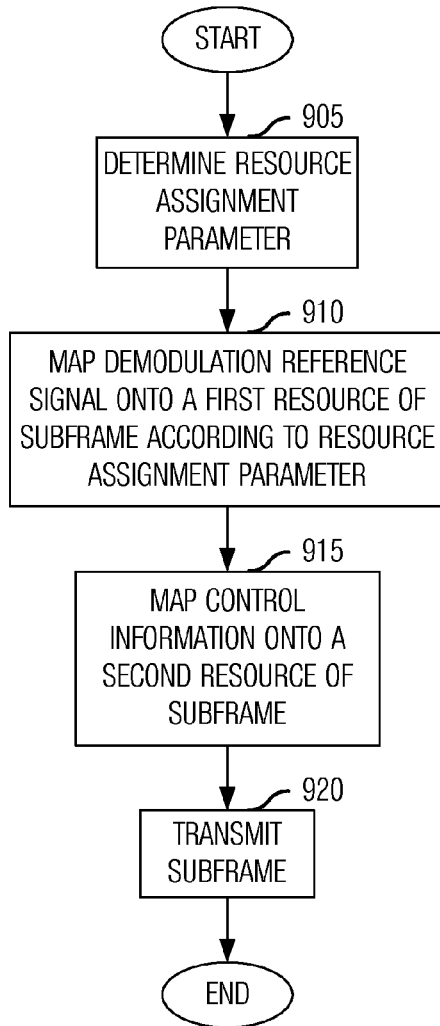 START
905
DETERMINE RESOURCE
ASSIGNMENT
PARAMETER
910
MAP DEMODULATION REFERENCE
SIGNAL ONTO A FIRST RESOURCE OF
SUBFRAME ACCORDING TO RESOURCE
ASSIGNMENT PARAMETER
915
MAP CONTROL
INFORMATION ONTO A
SECOND RESOURCE OF
SUBFRAME
920
TRANSMIT
SUBFRAME
END